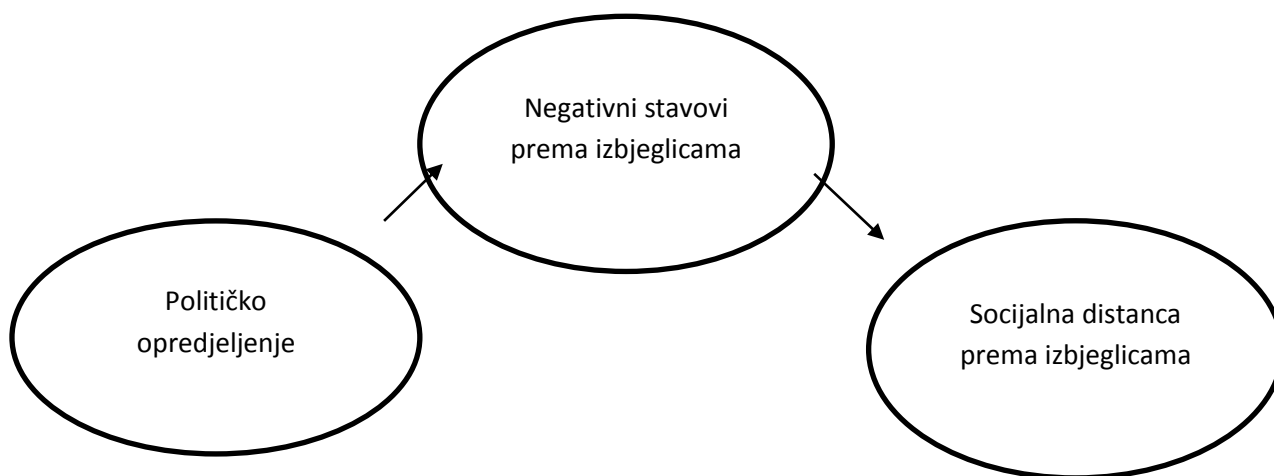 Negativni stavovi
prema izbjeglicama
Političko
opredjeljenje
Socijalna distanca
prema izbjeglicama